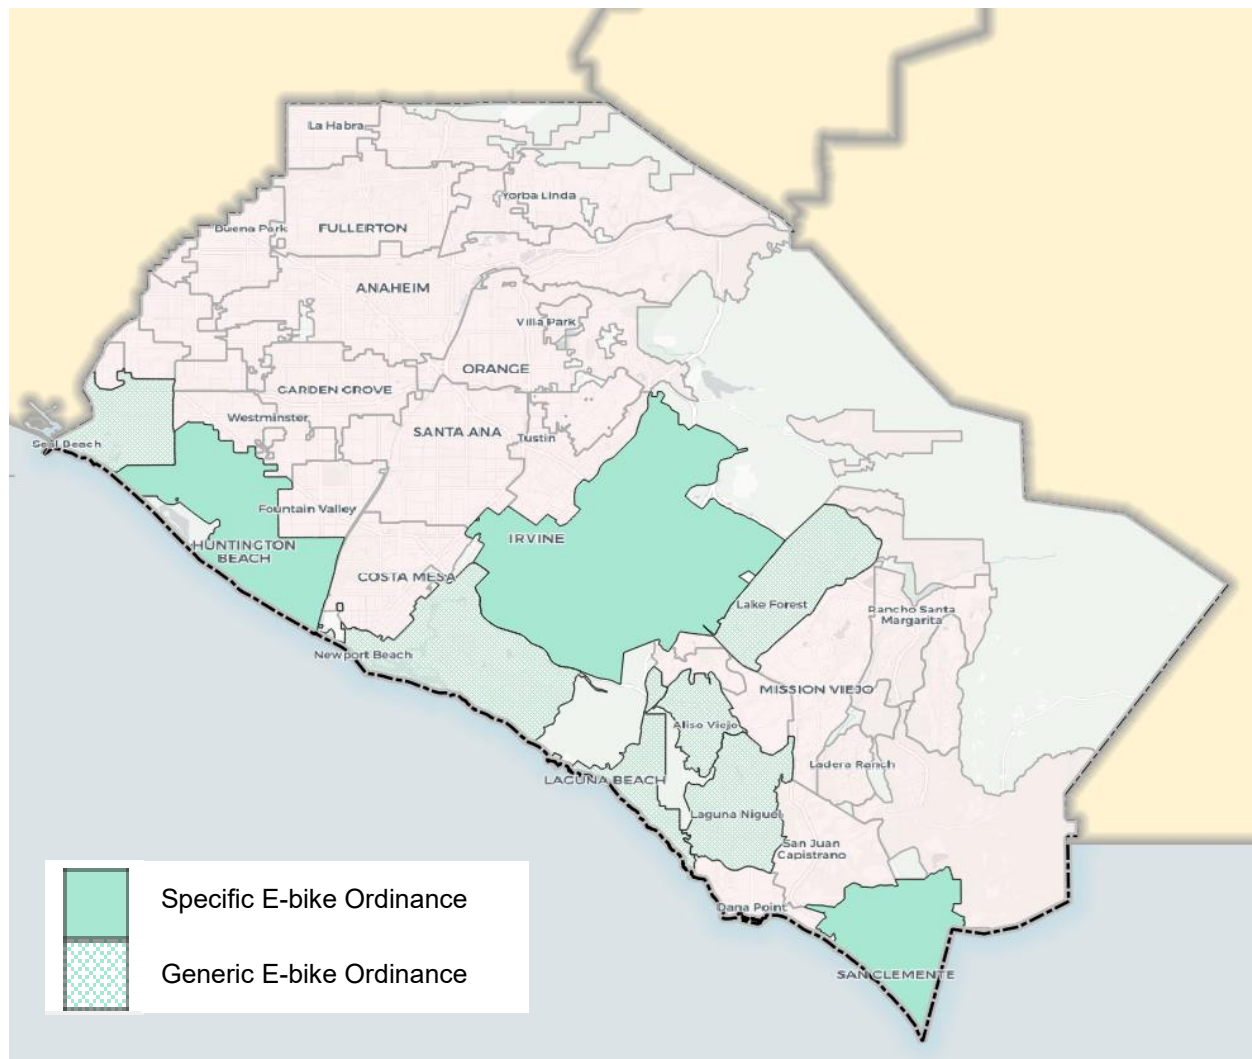 La Habra
Yorba Linda
Buena Park
FULLERTON
ANAHEIM
Villa Park
ORANGE
GARDEN GROVE
Westminster
SANTA ANA
Tustin
Seal Beach
Fountain Valley
IRVINE
HUNTINGTON
BEACH
COSTA MESA
Lake Forest
Rancho Santa
Margarita
Newport Beach
MISSION VIEJO
Aliso Viejo
Ladera Ranch
LAGUNA BEACH
Laguna Niguel
San Juan
Capistrano
Dana Point
SAN CLEMENTE
Specific E-bike Ordinance
Generic E-bike Ordinance